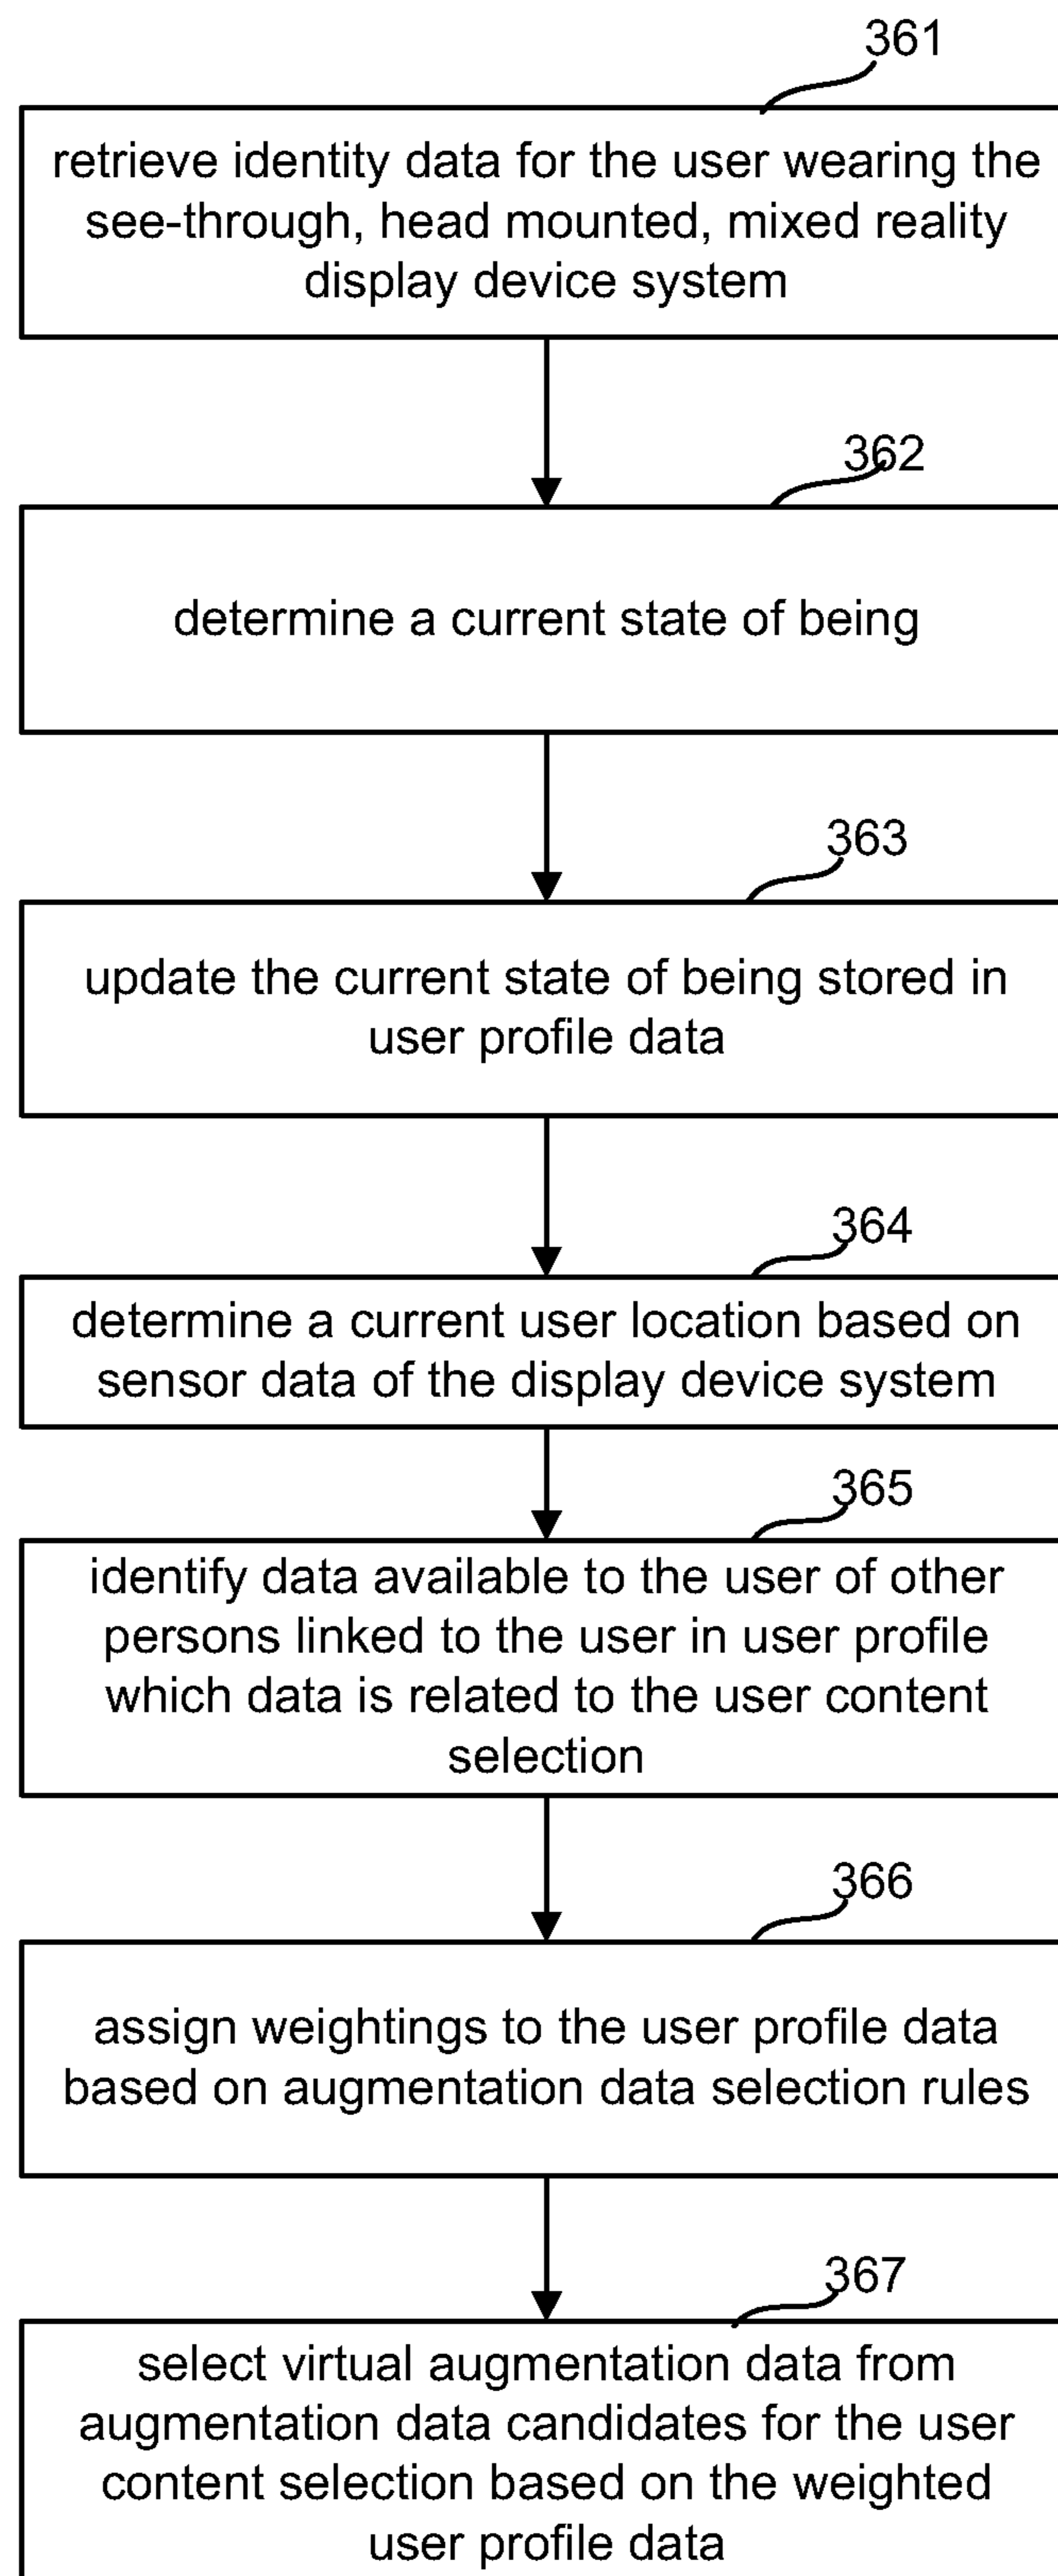 361
retrieve identity data for the user wearing the
see-through, head mounted, mixed reality
display device system
362
determine a current state of being
363
update the current state of being stored in
user profile data
364
determine a current user location based on
sensor data of the display device system
365
identify data available to the user of other
persons linked to the user in user profile
which data is related to the user content
selection
366
assign weightings to the user profile data
based on augmentation data selection rules
367
select virtual augmentation data from
augmentation data candidates for the user
content selection based on the weighted
user profile data